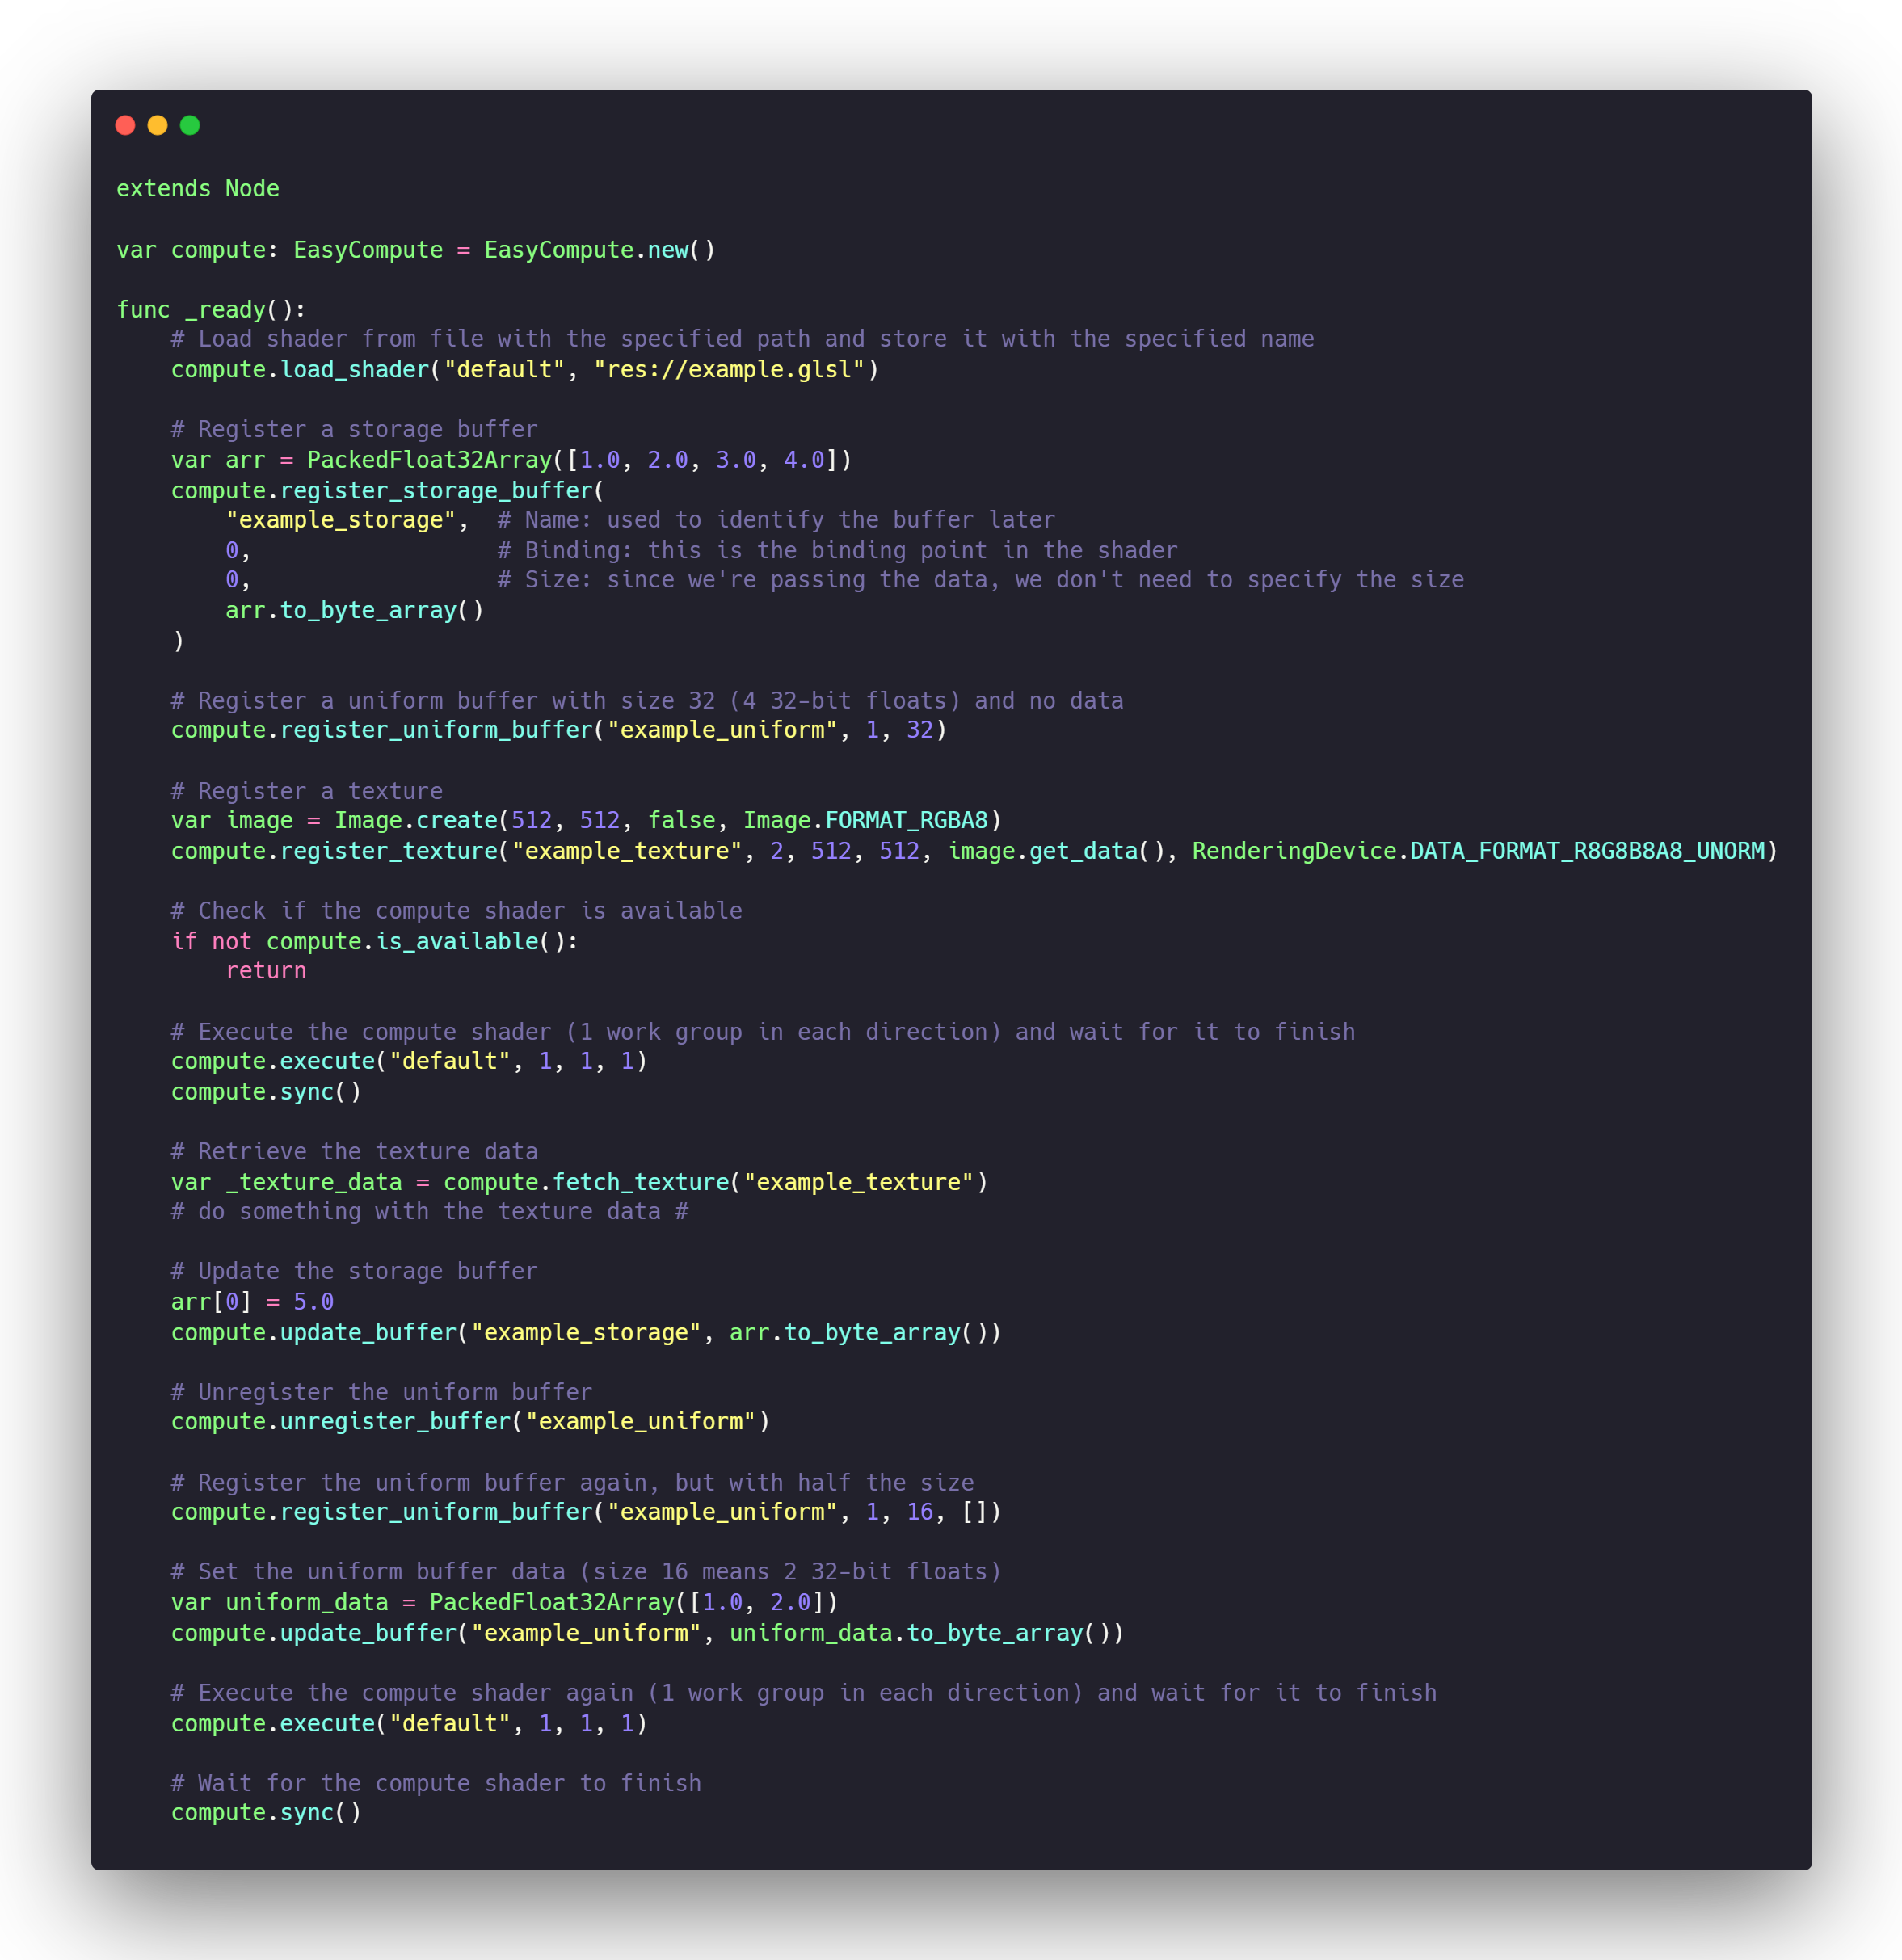 extends Node

var compute: EasyCompute = EasyCompute.new()

func _ready():
    # Load shader from file with the specified path and store it with the specified name
    compute.load_shader("default", "res://example.glsl")

    # Register a storage buffer
    var arr = PackedFloat32Array([1.0, 2.0, 3.0, 4.0])
    compute.register_storage_buffer(
        "example_storage",  # Name: used to identify the buffer later
        0,                  # Binding: this is the binding point in the shader
        0,                  # Size: since we're passing the data, we don't need to specify the size
        arr.to_byte_array()
    )

    # Register a uniform buffer with size 32 (4 32-bit floats) and no data
    compute.register_uniform_buffer("example_uniform", 1, 32)

    # Register a texture
    var image = Image.create(512, 512, false, Image.FORMAT_RGBA8)
    compute.register_texture("example_texture", 2, 512, 512, image.get_data(), RenderingDevice.DATA_FORMAT_R8G8B8A8_UNORM)

    # Check if the compute shader is available
    if not compute.is_available():
        return

    # Execute the compute shader (1 work group in each direction) and wait for it to finish
    compute.execute("default", 1, 1, 1)
    compute.sync()

    # Retrieve the texture data
    var _texture_data = compute.fetch_texture("example_texture")
    # do something with the texture data #

    # Update the storage buffer
    arr[0] = 5.0
    compute.update_buffer("example_storage", arr.to_byte_array())

    # Unregister the uniform buffer
    compute.unregister_buffer("example_uniform")

    # Register the uniform buffer again, but with half the size
    compute.register_uniform_buffer("example_uniform", 1, 16, [])

    # Set the uniform buffer data (size 16 means 2 32-bit floats)
    var uniform_data = PackedFloat32Array([1.0, 2.0])
    compute.update_buffer("example_uniform", uniform_data.to_byte_array())

    # Execute the compute shader again (1 work group in each direction) and wait for it to finish
    compute.execute("default", 1, 1, 1)

    # Wait for the compute shader to finish
    compute.sync()